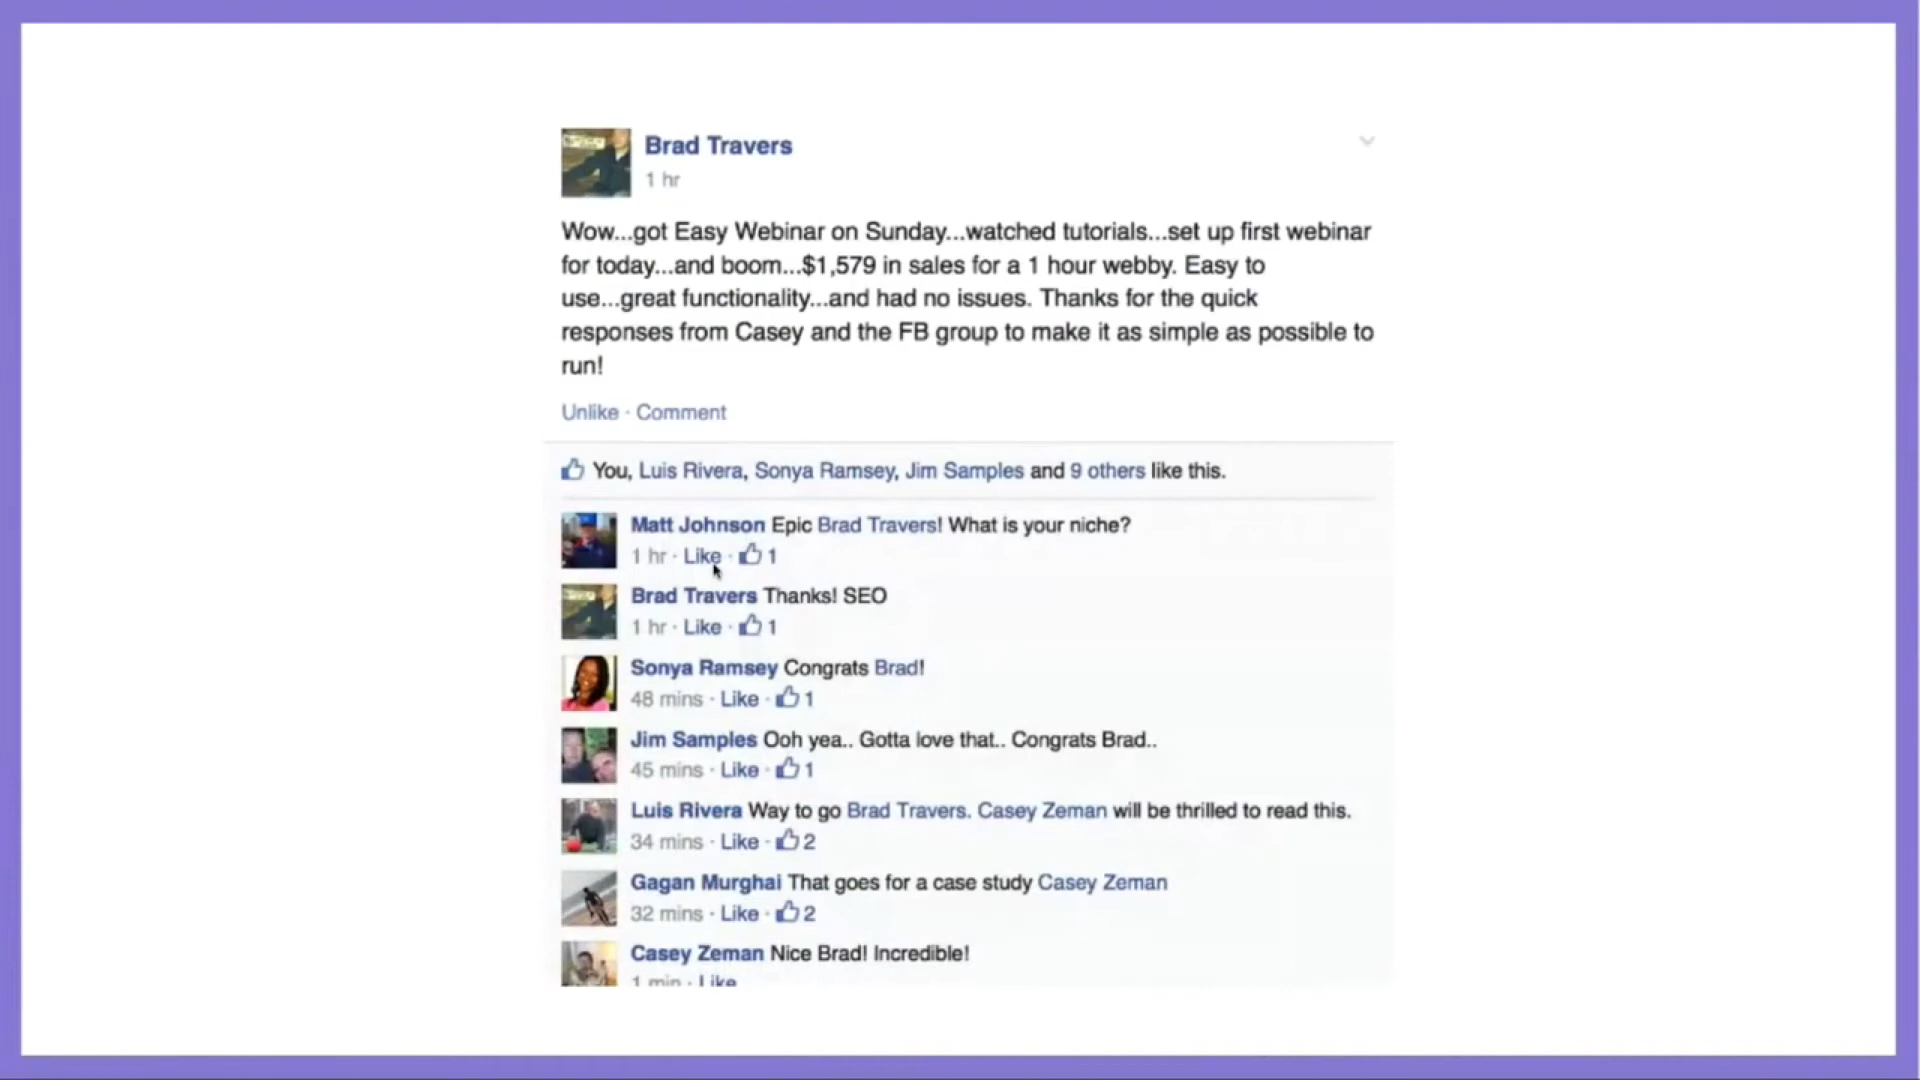 Brad Travers
1 hr
Wow...got Easy Webinar on Sunday...watched tutorials...set up first webinar
for today...and boom...$1,579 in sales for a 1 hour webby. Easy to
use...great functionality...and had no issues. Thanks for the quick
responses from Casey and the FB group to make it as simple as possible to
run!
Unlike · Comment
You, Luis Rivera, Sonya Ramsey, Jim Samples and 9 others like this.
Matt Johnson Epic Brad Travers! What is your niche?
1 hr · Like · 1
Brad Travers Thanks! SEO
1 hr · Like · 1
Sonya Ramsey Congrats Brad!
48 mins · Like · 1
Jim Samples Ooh yea.. Gotta love that.. Congrats Brad..
45 mins · Like · 1
Luis Rivera Way to go Brad Travers. Casey Zeman will be thrilled to read this.
34 mins · Like · 2
Gagan Murghai That goes for a case study Casey Zeman
32 mins · Like · 2
Casey Zeman Nice Brad! Incredible!
1 min · Like